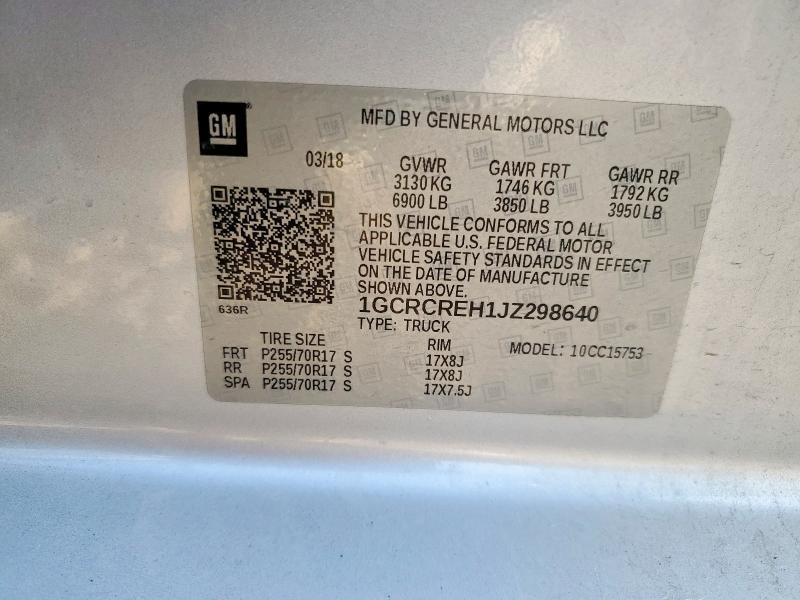 GM
MFD BY GENERAL MOTORS LLC
03/18 GVWR GAWR FRT GAWR RR
3130 KG 1746 KG 1792 KG
6900 LB 3850 LB 3950 LB
THIS VEHICLE CONFORMS TO ALL
APPLICABLE U.S. FEDERAL MOTOR
VEHICLE SAFETY STANDARDS IN EFFECT
ON THE DATE OF MANUFACTURE
SHOWN ABOVE.
636R
1GCRCREH1JZ298640
TYPE: TRUCK
TIRE SIZE RIM MODEL: 10CC15753
FRT P255/70R17 S 17X8J
RR P255/70R17 S 17X8J
SPA P255/70R17 S 17X7.5J